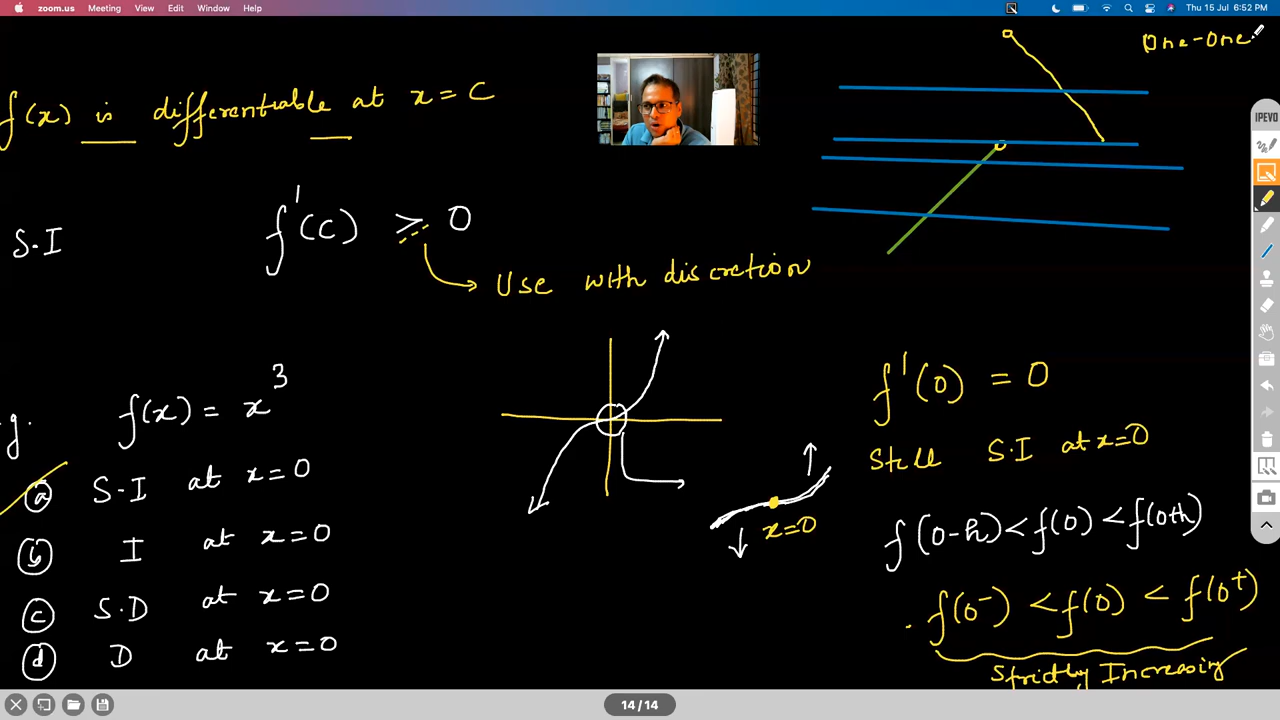 zoom.us Meeting View Edit Window Help Thu 15 Jul 6:52 PM
One-One
f(x) is differentiable at x = C
S.I f'(C) ≥ 0
Use with discretion
IPEVO
f(x) = x³
g.
f'(0) = 0
Still S.I at x=0
(a) S.I at x=0
(b) I at x=0
(c) S.D at x=0
(d) D at x=0
x=0
f(0-h) < f(0) < f(0+h)
f(0⁻) < f(0) < f(0⁺)
Strictly Increasing
14 / 14